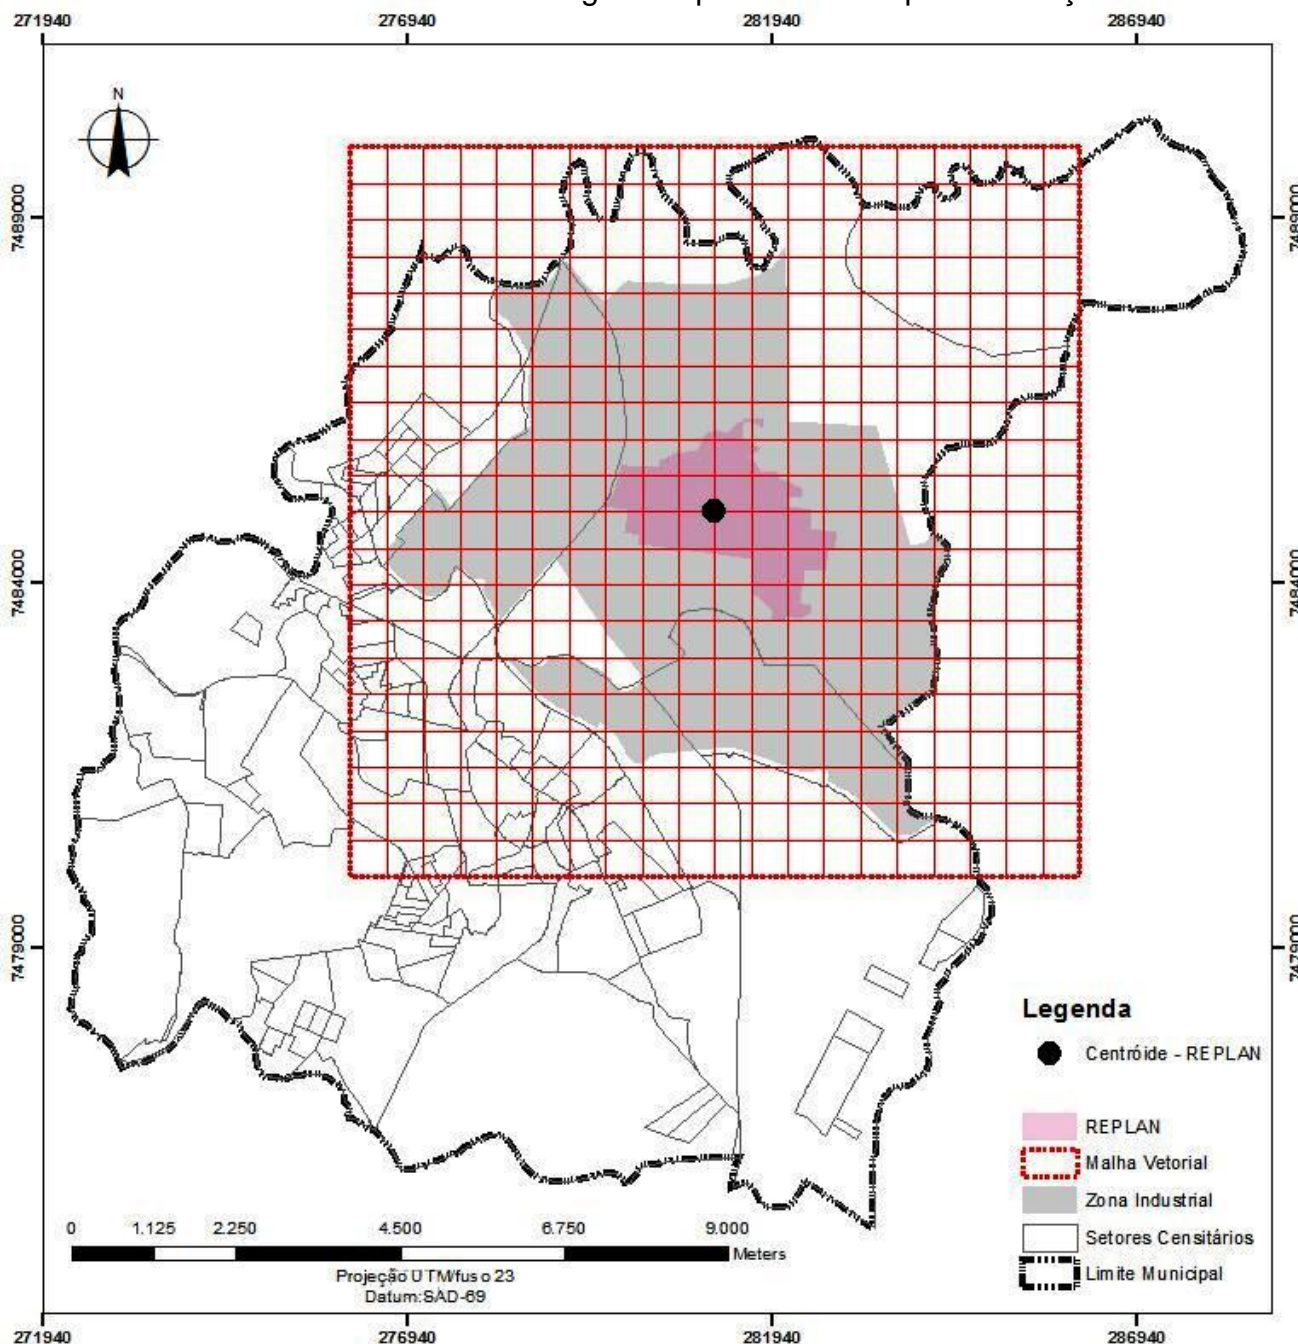 271940 276940 281940 286940
N
7489000 7489000
7484000 7484000
7479000 7479000
Legenda
Centróide - REPLAN
REPLAN
Malha Vetorial
Zona Industrial
Setores Censitários
Limite Municipal
0 1.125 2.250 4.500 6.750 9.000
Meters
Projeção UTM/fuso 23
Datum:SAD-69
271940 276940 281940 286940